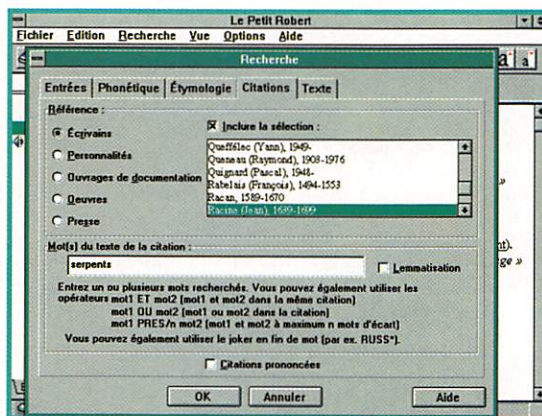 Le Petit Robert
Fichier Edition Recherche Vue Options Aide
Recherche
Entrées Phonétique Étymologie Citations Texte
Référence :
Écrivains
Personnalités
Ouvrages de documentation
Oeuvres
Presse
Inclure la sélection :
Queffélec (Yann), 1949-
Queneau (Raymond), 1903-1976
Quignard (Pascal), 1948-
Rabelais (François), 1494-1553
Racan, 1589-1670
Racine (Jean), 1639-1699
Mot(s) du texte de la citation :
serpents
Lemmatisation
Entrez un ou plusieurs mots recherchés. Vous pouvez également utiliser les
opérateurs mot1 ET mot2 (mot1 et mot2 dans la même citation)
mot1 OU mot2 (mot1 ou mot2 dans la citation)
mot1 PRES/n mot2 (mot1 et mot2 à maximum n mots d'écart)
Vous pouvez également utiliser le joker en fin de mot (par ex. RUSS*).
Citations prononcées
OK Annuler Aide
a a
»
nt).
ge »